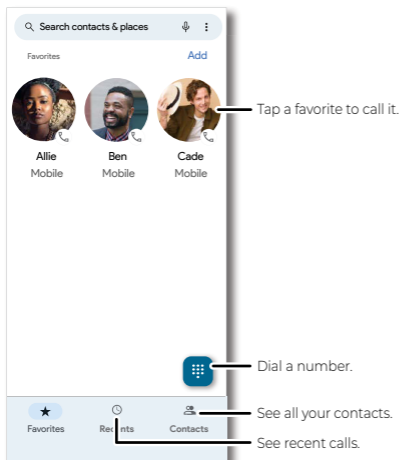 Search contacts & places
Favorites Add
Tap a favorite to call it.
Allie Ben Cade
Mobile Mobile Mobile
Dial a number.
See all your contacts.
Favorites Recents Contacts
See recent calls.